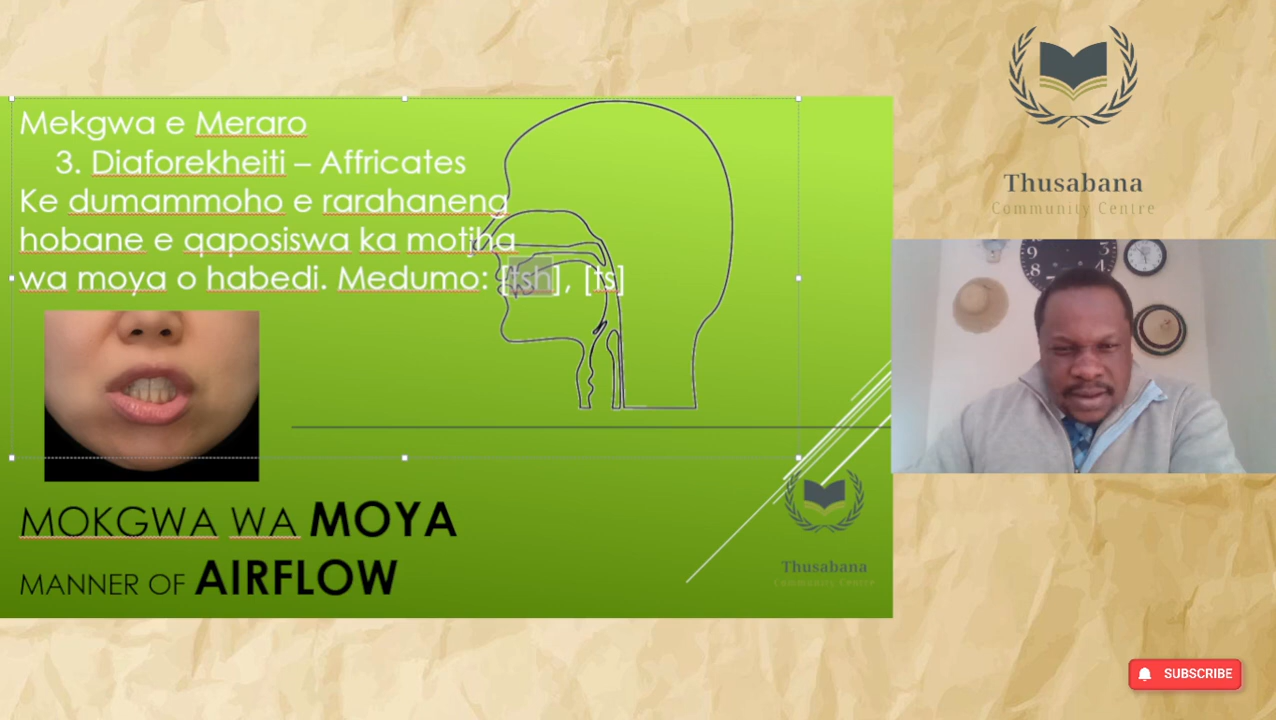 Mekgwa e Meraro
3. Diaforekheiti – Affricates
Ke dumammoho e rarahaneng
hobane e qaposiswa ka motjha
wa moya o habedi. Medumo: [tsh], [ts]
MOKGWA WA MOYA
MANNER OF AIRFLOW
Thusabana
Community Centre
Thusabana
Community Centre
SUBSCRIBE